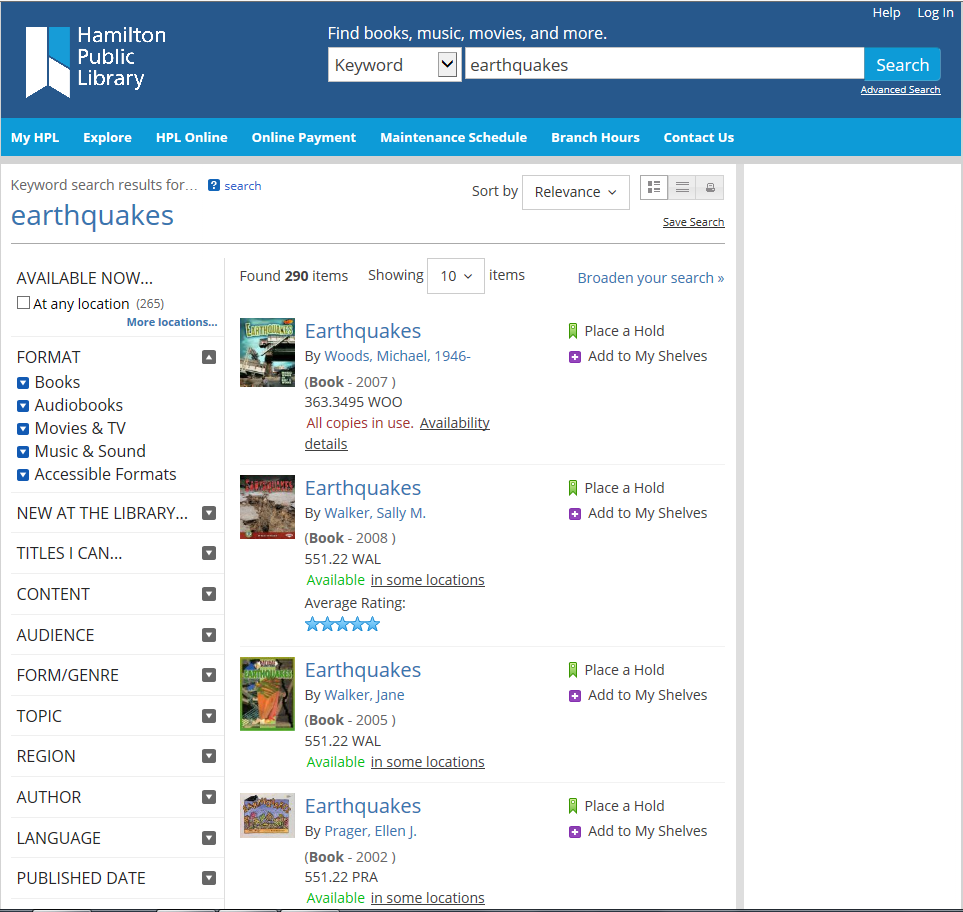 Help Log In
Hamilton
Public
Library
Find books, music, movies, and more.
Keyword earthquakes Search
Advanced Search
My HPL Explore HPL Online Online Payment Maintenance Schedule Branch Hours Contact Us
Keyword search results for... ? search
earthquakes
Sort by Relevance
Save Search
AVAILABLE NOW...
At any location (265)
More locations...
FORMAT
Books
Audiobooks
Movies & TV
Music & Sound
Accessible Formats
NEW AT THE LIBRARY...
TITLES I CAN...
CONTENT
AUDIENCE
FORM/GENRE
TOPIC
REGION
AUTHOR
LANGUAGE
PUBLISHED DATE
Found 290 items Showing 10 items Broaden your search »
EARTHQUAKES
Earthquakes
By Woods, Michael, 1946-
(Book - 2007 )
363.3495 WOO
All copies in use. Availability
details
Place a Hold
Add to My Shelves
EARTHQUAKES
Earthquakes
By Walker, Sally M.
(Book - 2008 )
551.22 WAL
Available in some locations
Average Rating:
Place a Hold
Add to My Shelves
EARTHQUAKES
Earthquakes
By Walker, Jane
(Book - 2005 )
551.22 WAL
Available in some locations
Place a Hold
Add to My Shelves
Earthquakes
By Prager, Ellen J.
(Book - 2002 )
551.22 PRA
Available in some locations
Place a Hold
Add to My Shelves